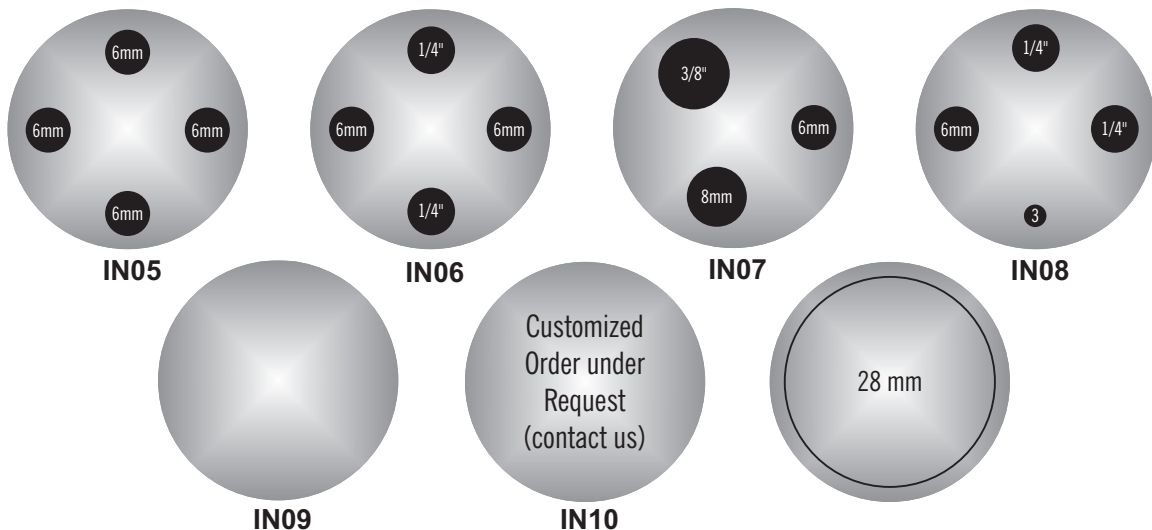 6mm
6mm
6mm
6mm
IN05
1/4"
6mm
6mm
1/4"
IN06
3/8"
6mm
8mm
IN07
1/4"
6mm
1/4"
3
IN08
IN09
Customized
Order under
Request
(contact us)
IN10
28 mm